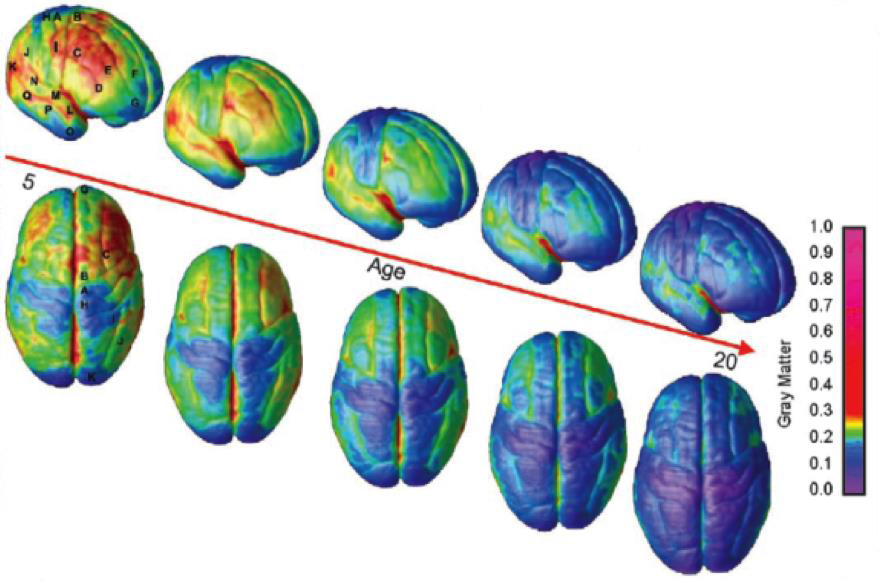 H A B
I C
J
K E F
N D
Q M G
P L
O
5
Age
20
G
C
B
A
H
I
J
K
Gray Matter
1.0
0.9
0.8
0.7
0.6
0.5
0.4
0.3
0.2
0.1
0.0